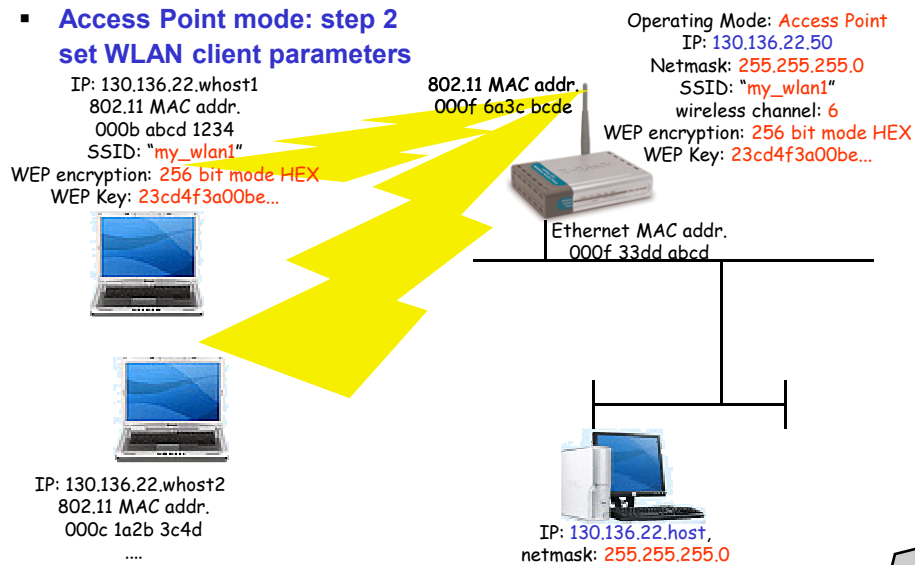 ▪ Access Point mode: step 2
set WLAN client parameters
IP: 130.136.22.whost1
802.11 MAC addr.
000b abcd 1234
SSID: “my_wlan1”
WEP encryption: 256 bit mode HEX
WEP Key: 23cd4f3a00be...
802.11 MAC addr.
000f 6a3c bcde
Operating Mode: Access Point
IP: 130.136.22.50
Netmask: 255.255.255.0
SSID: “my_wlan1”
wireless channel: 6
WEP encryption: 256 bit mode HEX
WEP Key: 23cd4f3a00be...
Ethernet MAC addr.
000f 33dd abcd
IP: 130.136.22.whost2
802.11 MAC addr.
000c 1a2b 3c4d
....
IP: 130.136.22.host,
netmask: 255.255.255.0